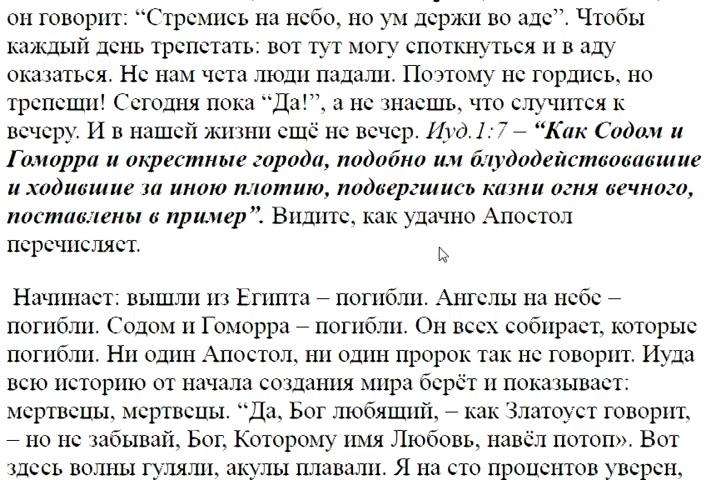 он говорит: “Стремись на небо, но ум держи во аде”. Чтобы
каждый день трепетать: вот тут могу споткнуться и в аду
оказаться. Не нам чета люди падали. Поэтому не гордись, но
трепещи! Сегодня пока “Да!”, а не знаешь, что случится к
вечеру. И в нашей жизни ещё не вечер. Иуд.1:7 – “Как Содом и
Гоморра и окрестные города, подобно им блудодействовавшие
и ходившие за иною плотию, подвергшись казни огня вечного,
поставлены в пример”. Видите, как удачно Апостол
перечисляет.
Начинает: вышли из Египта – погибли. Ангелы на небе –
погибли. Содом и Гоморра – погибли. Он всех собирает, которые
погибли. Ни один Апостол, ни один пророк так не говорит. Иуда
всю историю от начала создания мира берёт и показывает:
мертвецы, мертвецы. “Да, Бог любящий, – как Златоуст говорит,
– но не забывай, Бог, Которому имя Любовь, навёл потоп». Вот
здесь волны гуляли, акулы плавали. Я на сто процентов уверен,